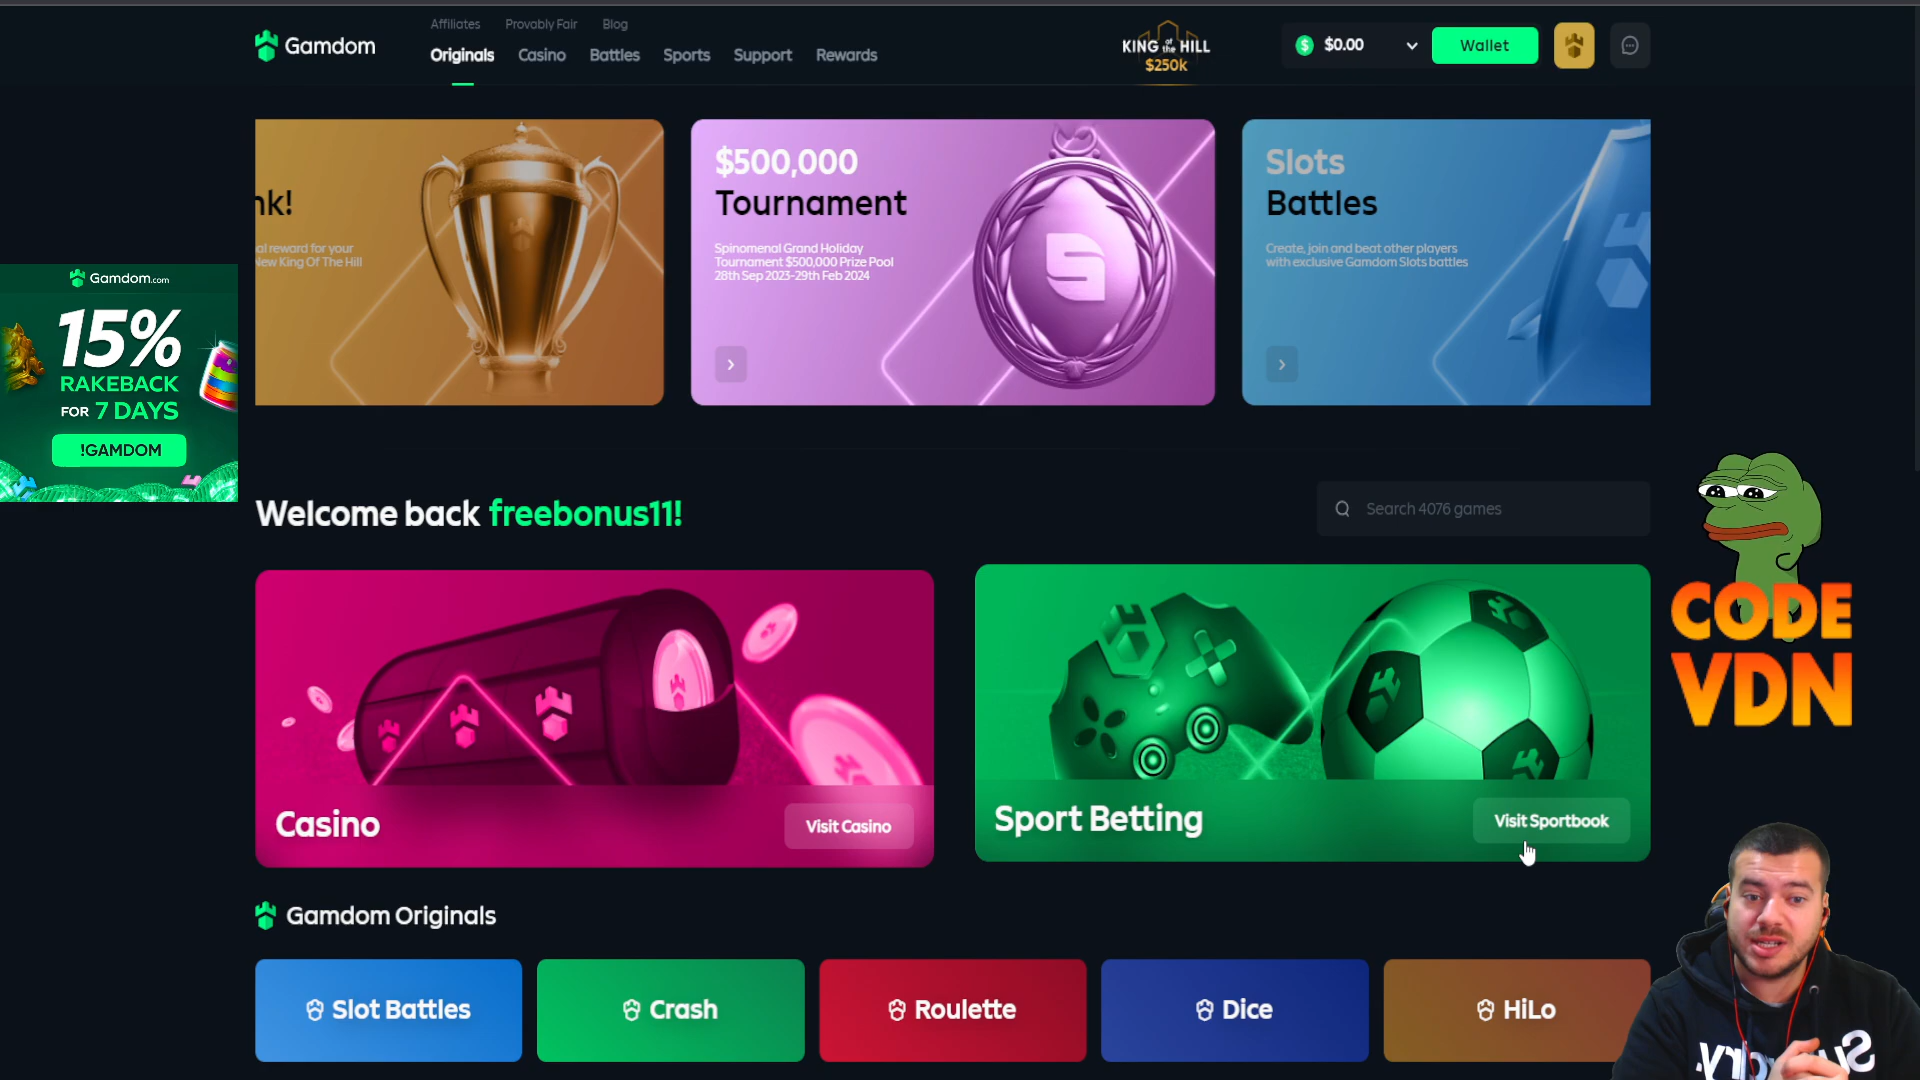 Affiliates Provably Fair Blog
Gamdom
Originals Casino Battles Sports Support Rewards
KING of the HILL
$250k
$0.00
Wallet
nk!
al reward for your
New King Of The Hill
$500,000
Tournament
Spinomenal Grand Holiday
Tournament $500,000 Prize Pool
28th Sep 2023-29th Feb 2024
Slots
Battles
Create, join and beat other players
with exclusive Gamdom Slots battles
Gamdom.com
15%
RAKEBACK
FOR 7 DAYS
!GAMDOM
Welcome back freebonus11!
Search 4076 games
CODE
VDN
Casino
Visit Casino
Sport Betting
Visit Sportbook
Gamdom Originals
Slot Battles
Crash
Roulette
Dice
HiLo